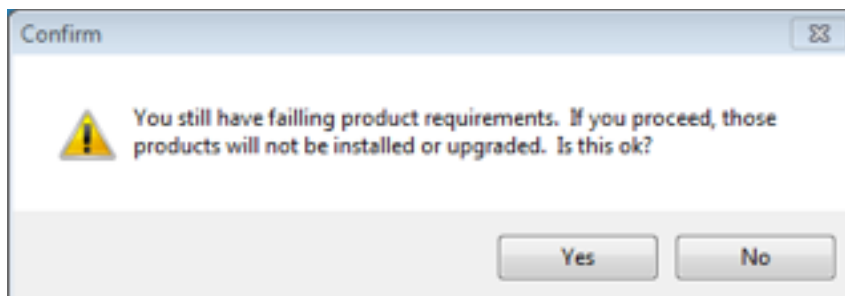 Confirm
You still have failling product requirements.  If you proceed, those
products will not be installed or upgraded.  Is this ok?
Yes
No